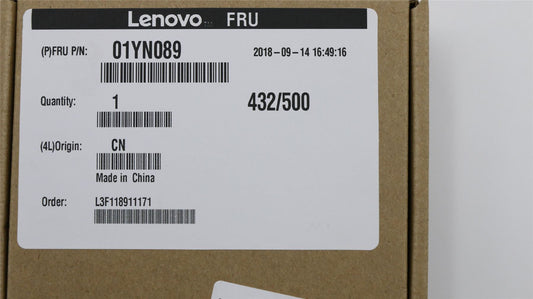 Lenovo FRU
(P)FRU P/N: 01YN089 2018-09-14 16:49:16
Quantity: 1 432/500
(4L)Origin: CN
Made in China
Order: L3F118911171